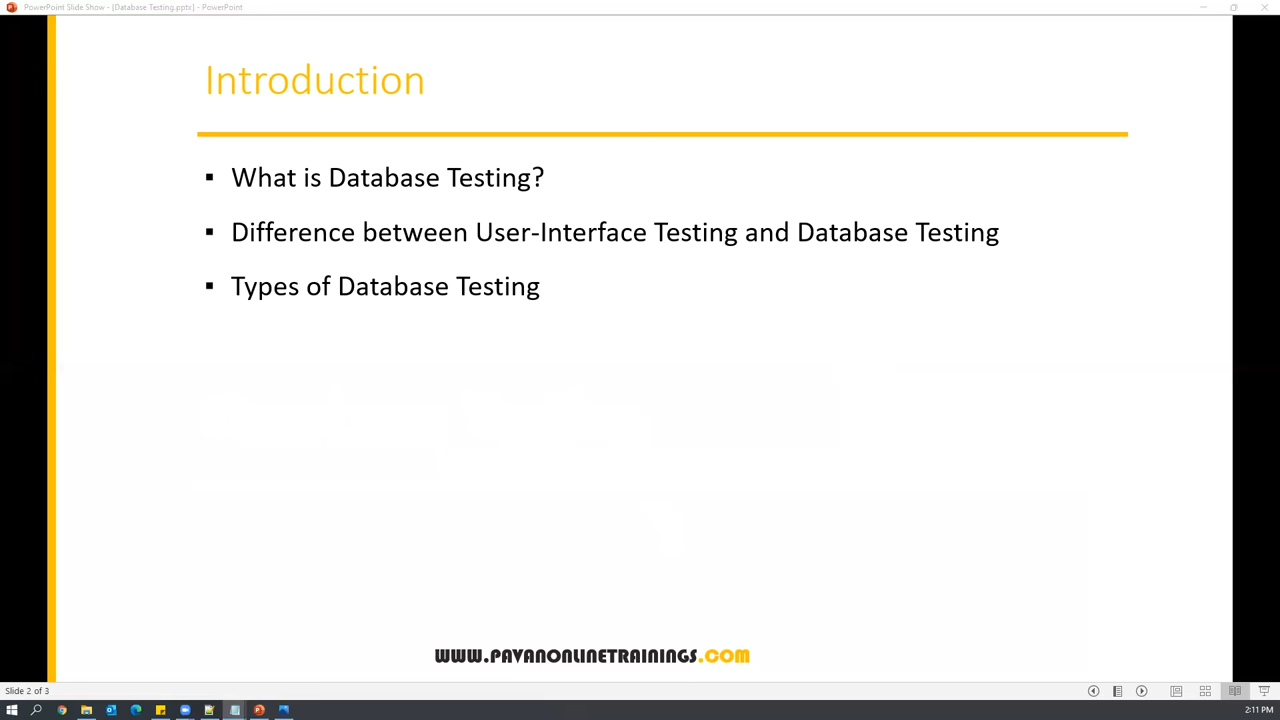 PowerPoint Slide Show - [Database Testing.pptx] - PowerPoint
Introduction
▪ What is Database Testing?
▪ Difference between User-Interface Testing and Database Testing
▪ Types of Database Testing
WWW.PAVANONLINETRAININGS.COM
Slide 2 of 3
2:11 PM